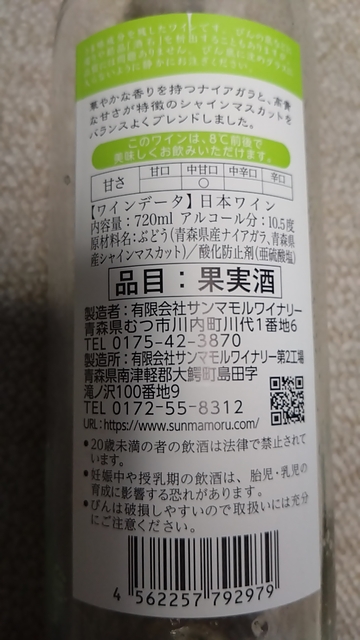 華やかな香りを持つナイアガラと、高貴
な甘さが特徴のシャインマスカットを
バランスよくブレンドしました。
このワインは、8℃前後で
美味しくお飲みいただけます。
甘さ 甘口 中甘口 中辛口 辛口
○
【ワインデータ】日本ワイン
内容量：720ml アルコール分：10.5度
原材料名：ぶどう(青森県産ナイアガラ、青森県
産シャインマスカット)／酸化防止剤(亜硫酸塩)
品目：果実酒
製造者：有限会社サンマモルワイナリー
青森県むつ市川内町川代1番地6
TEL 0175-42-3870
製造所：有限会社サンマモルワイナリー第2工場
青森県南津軽郡大鰐町島田字
滝ノ沢100番地9
TEL 0172-55-8312
URL：https://www.sunmamoru.com/
●20歳未満の者の飲酒は法律で禁止されて
います。
●妊娠中や授乳期の飲酒は、胎児・乳児の
育成に影響する恐れがあります。
●びんは破損しやすいので取扱いには充分
にご注意ください。
4 562257 792979